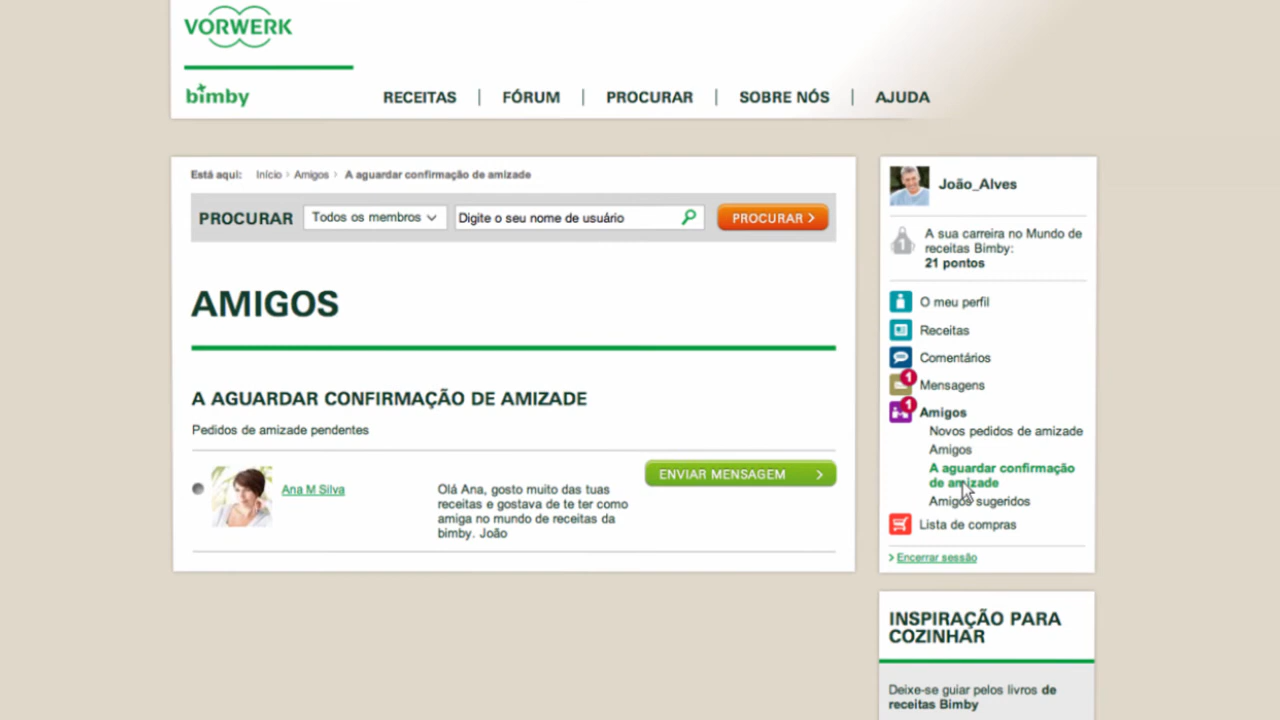 VORWERK
bimby
RECEITAS | FÓRUM | PROCURAR | SOBRE NÓS | AJUDA
Está aqui: Início › Amigos › A aguardar confirmação de amizade
PROCURAR Todos os membros Digite o seu nome de usuário PROCURAR >
AMIGOS
A AGUARDAR CONFIRMAÇÃO DE AMIZADE
Pedidos de amizade pendentes
Ana M Silva
Olá Ana, gosto muito das tuas
receitas e gostava de te ter como
amiga no mundo de receitas da
bimby. João
ENVIAR MENSAGEM >
João_Alves
1
A sua carreira no Mundo de
receitas Bimby:
21 pontos
O meu perfil
Receitas
Comentários
1
Mensagens
1
Amigos
Novos pedidos de amizade
Amigos
A aguardar confirmação
de amizade
Amigos sugeridos
Lista de compras
> Encerrar sessão
INSPIRAÇÃO PARA
COZINHAR
Deixe-se guiar pelos livros de
receitas Bimby